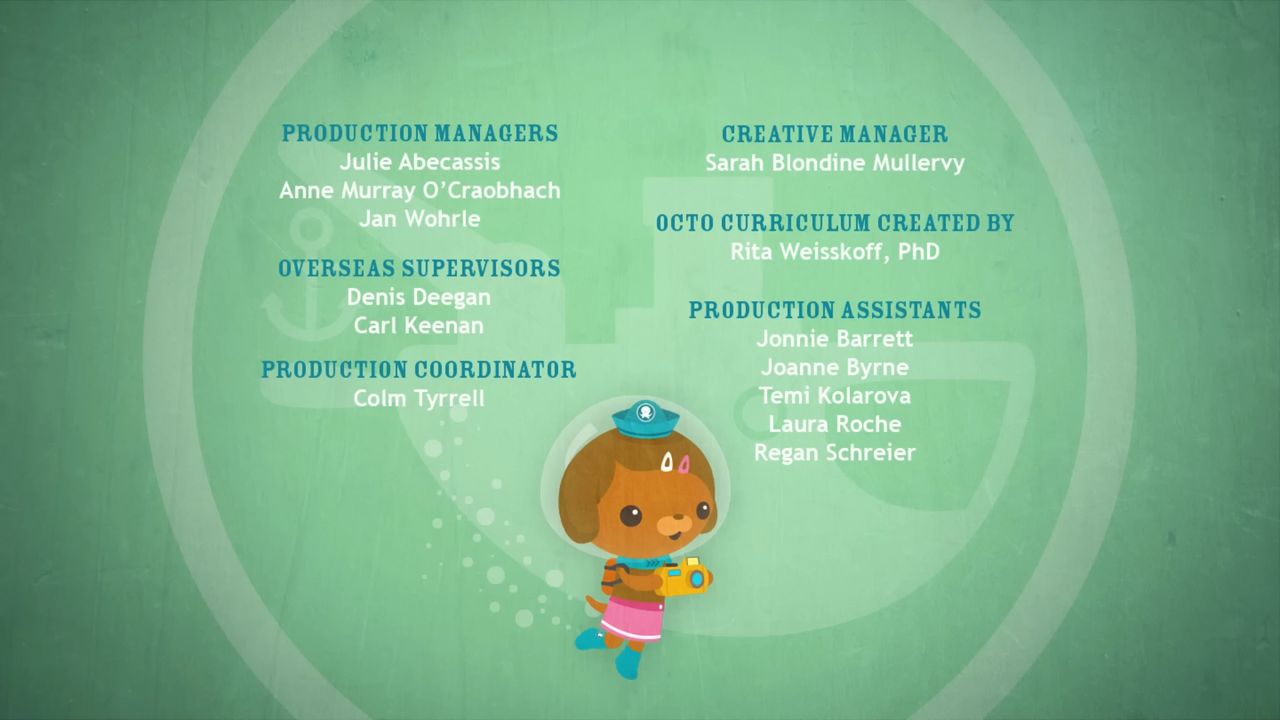 PRODUCTION MANAGERS
Julie Abecassis
Anne Murray O'Craobhach
Jan Wohrle
OVERSEAS SUPERVISORS
Denis Deegan
Carl Keenan
PRODUCTION COORDINATOR
Colm Tyrrell
CREATIVE MANAGER
Sarah Blondine Mullervy
OCTO CURRICULUM CREATED BY
Rita Weisskoff, PhD
PRODUCTION ASSISTANTS
Jonnie Barrett
Joanne Byrne
Temi Kolarova
Laura Roche
Regan Schreier